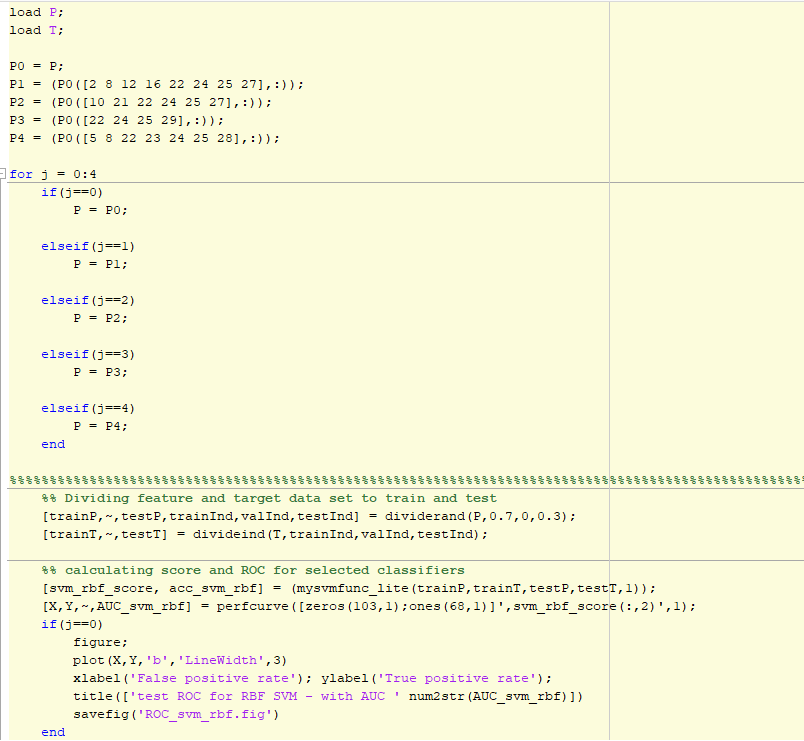 load P;
load T;
P0 = P;
P1 = (P0([2 8 12 16 22 24 25 27],:));
P2 = (P0([10 21 22 24 25 27],:));
P3 = (P0([22 24 25 29],:));
P4 = (P0([5 8 22 23 24 25 28],:));
for j = 0:4
if(j==0)
P = P0;
elseif(j==1)
P = P1;
elseif(j==2)
P = P2;
elseif(j==3)
P = P3;
elseif(j==4)
P = P4;
end
%%%%%%%%%%%%%%%%%%%%%%%%%%%%%%%%%%%%%%%%%%%%%%%%%%%%%%%%%%%%%%%%%%%%%%%%%%%%%%%%%%%%%%%%%%%%%%%%%%%%%
%% Dividing feature and target data set to train and test
[trainP,~,testP,trainInd,valInd,testInd] = dividerand(P,0.7,0,0.3);
[trainT,~,testT] = divideind(T,trainInd,valInd,testInd);
%% calculating score and ROC for selected classifiers
[svm_rbf_score, acc_svm_rbf] = (mysvmfunc_lite(trainP,trainT,testP,testT,1));
[X,Y,~,AUC_svm_rbf] = perfcurve([zeros(103,1);ones(68,1)]',svm_rbf_score(:,2)',1);
if(j==0)
figure;
plot(X,Y,'b','LineWidth',3)
xlabel('False positive rate'); ylabel('True positive rate');
title(['test ROC for RBF SVM - with AUC ' num2str(AUC_svm_rbf)])
savefig('ROC_svm_rbf.fig')
end